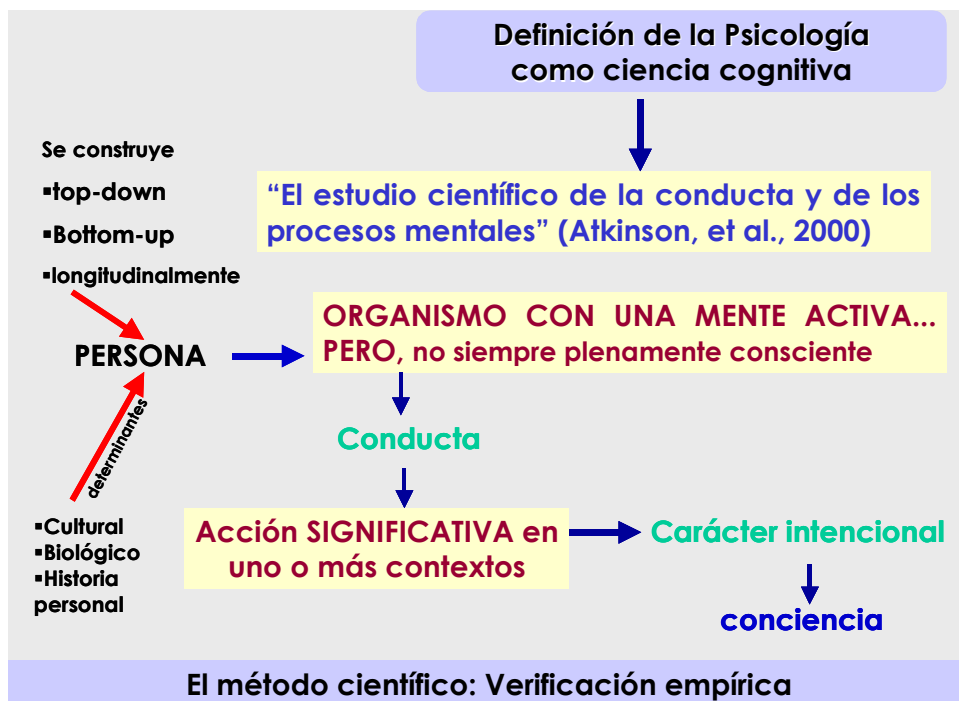 Definición de la Psicología
como ciencia cognitiva
Se construye
▪top-down
▪Bottom-up
▪longitudinalmente
“El estudio científico de la conducta y de los
procesos mentales” (Atkinson, et al., 2000)
ORGANISMO CON UNA MENTE ACTIVA...
PERO, no siempre plenamente consciente
PERSONA
determinantes
Conducta
▪Cultural
▪Biológico
▪Historia
personal
Acción SIGNIFICATIVA en
uno o más contextos
Carácter intencional
conciencia
El método científico: Verificación empírica